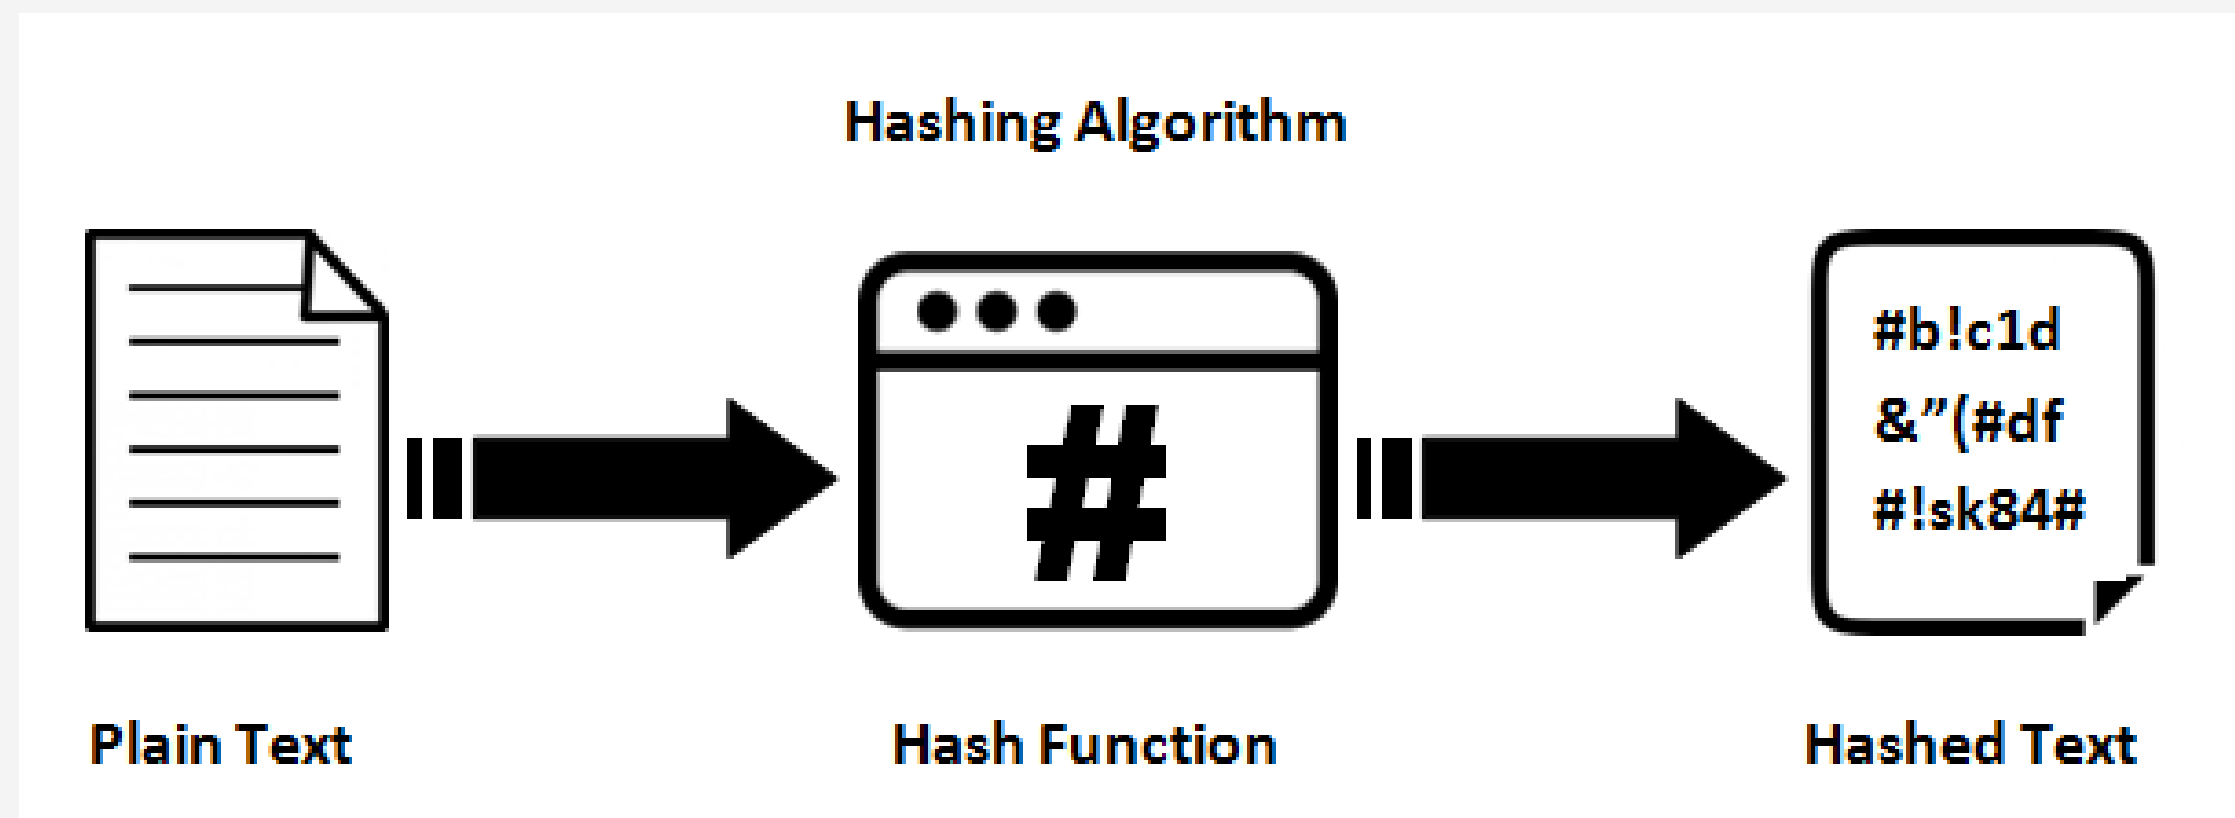 Hashing Algorithm
#
#b!c1d
&”(#df
#!sk84#
Plain Text
Hash Function
Hashed Text